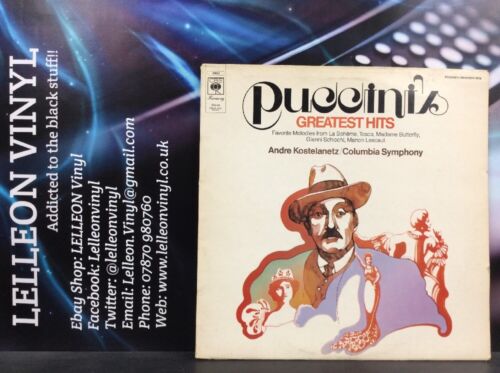 LELLEON VINYL
Addicted to the black stuff!!
Ebay Shop: LELLEON Vinyl
Facebook: Lelleonvinyl
Twitter: @lelleonvinyl
Email: Lelleon.Vinyl@gmail.com
Phone: 07870 980760
Web: www.lelleonvinyl.co.uk
CBS
Harmony
Puccini's
GREATEST HITS
Favorite Melodies from La Bohème, Tosca, Madame Butterfly,
Gianni Schicchi, Manon Lescaut
Andre Kostelanetz/Columbia Symphony